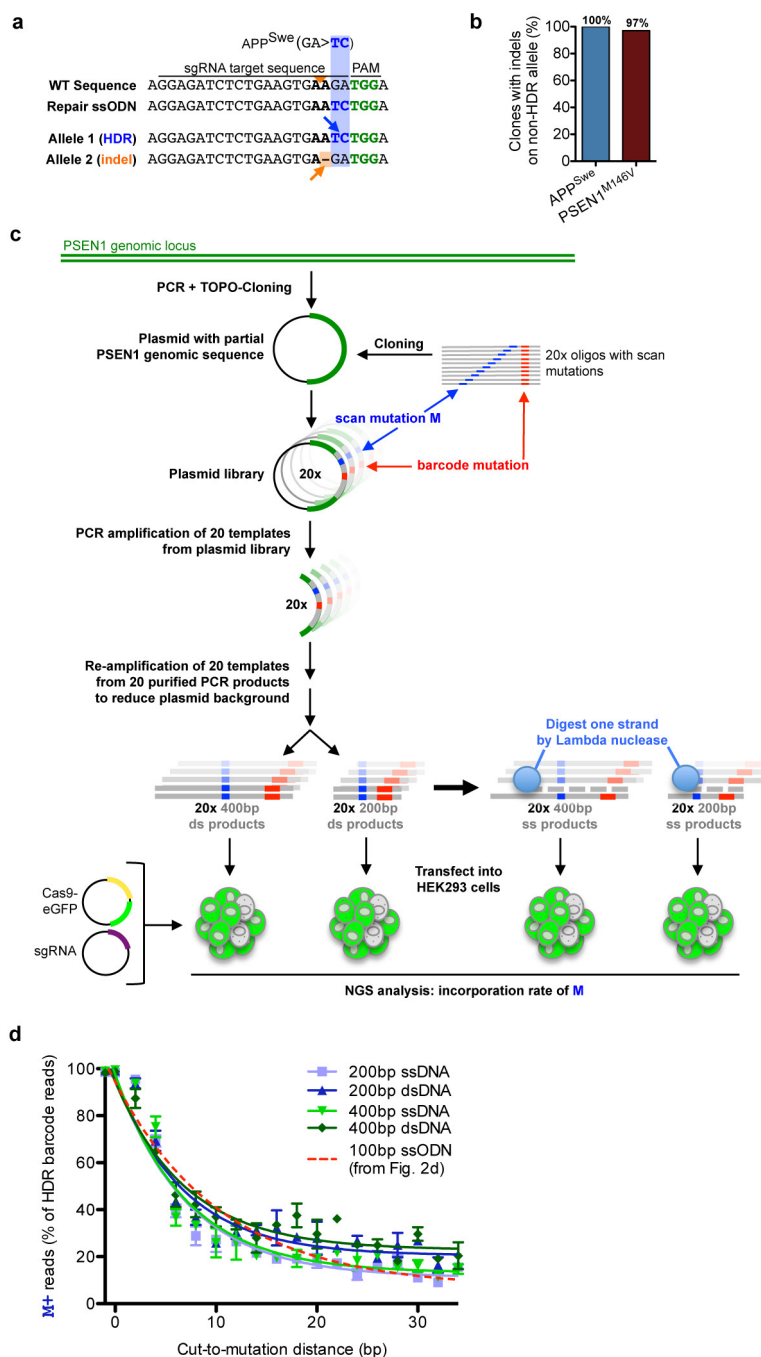 a
APPSwe(GA>TC)
sgRNA target sequence PAM
WT Sequence AGGAGATCTCTGAAGTGAAGATGGA
Repair ssODN AGGAGATCTCTGAAGTGAATCTGGA
Allele 1 (HDR) AGGAGATCTCTGAAGTGAATCTGGA
Allele 2 (indel) AGGAGATCTCTGAAGTGA–GATGGA
b
Clones with indels
on non-HDR allele (%)
100
80
60
40
20
0
100%
97%
APPSwe
PSEN1M146V
c
PSEN1 genomic locus
PCR + TOPO-Cloning
Plasmid with partial
PSEN1 genomic sequence
Cloning
20x oligos with scan
mutations
scan mutation M
barcode mutation
Plasmid library
20x
PCR amplification of 20 templates
from plasmid library
20x
Re-amplification of 20 templates
from 20 purified PCR products
to reduce plasmid background
Digest one strand
by Lambda nuclease
20x 400bp
ds products
20x 200bp
ds products
20x 400bp
ss products
20x 200bp
ss products
Transfect into
HEK293 cells
Cas9-
eGFP
sgRNA
NGS analysis: incorporation rate of M
d
M+ reads (% of HDR barcode reads)
100
80
60
40
20
0
200bp ssDNA
200bp dsDNA
400bp ssDNA
400bp dsDNA
100bp ssODN
(from Fig. 2d)
0 10 20 30
Cut-to-mutation distance (bp)